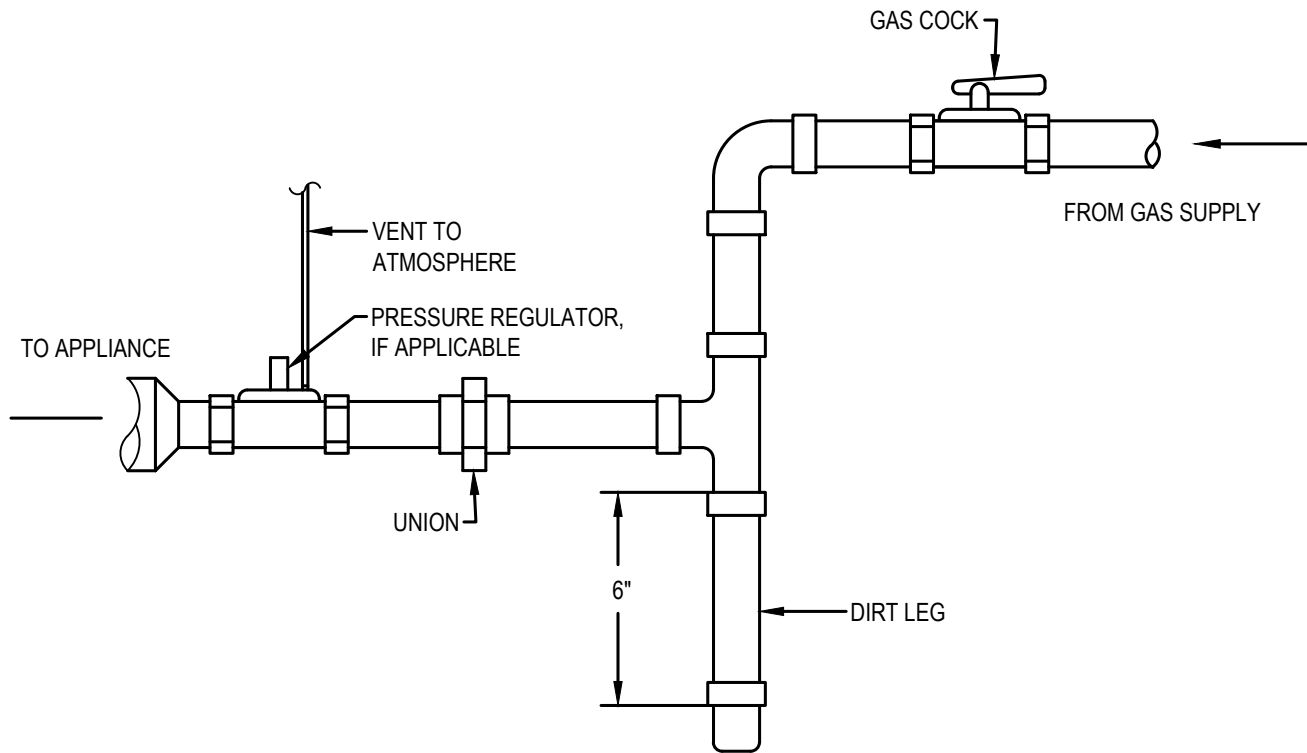 GAS COCK
FROM GAS SUPPLY
VENT TO
ATMOSPHERE
PRESSURE REGULATOR,
IF APPLICABLE
TO APPLIANCE
UNION
6"
DIRT LEG